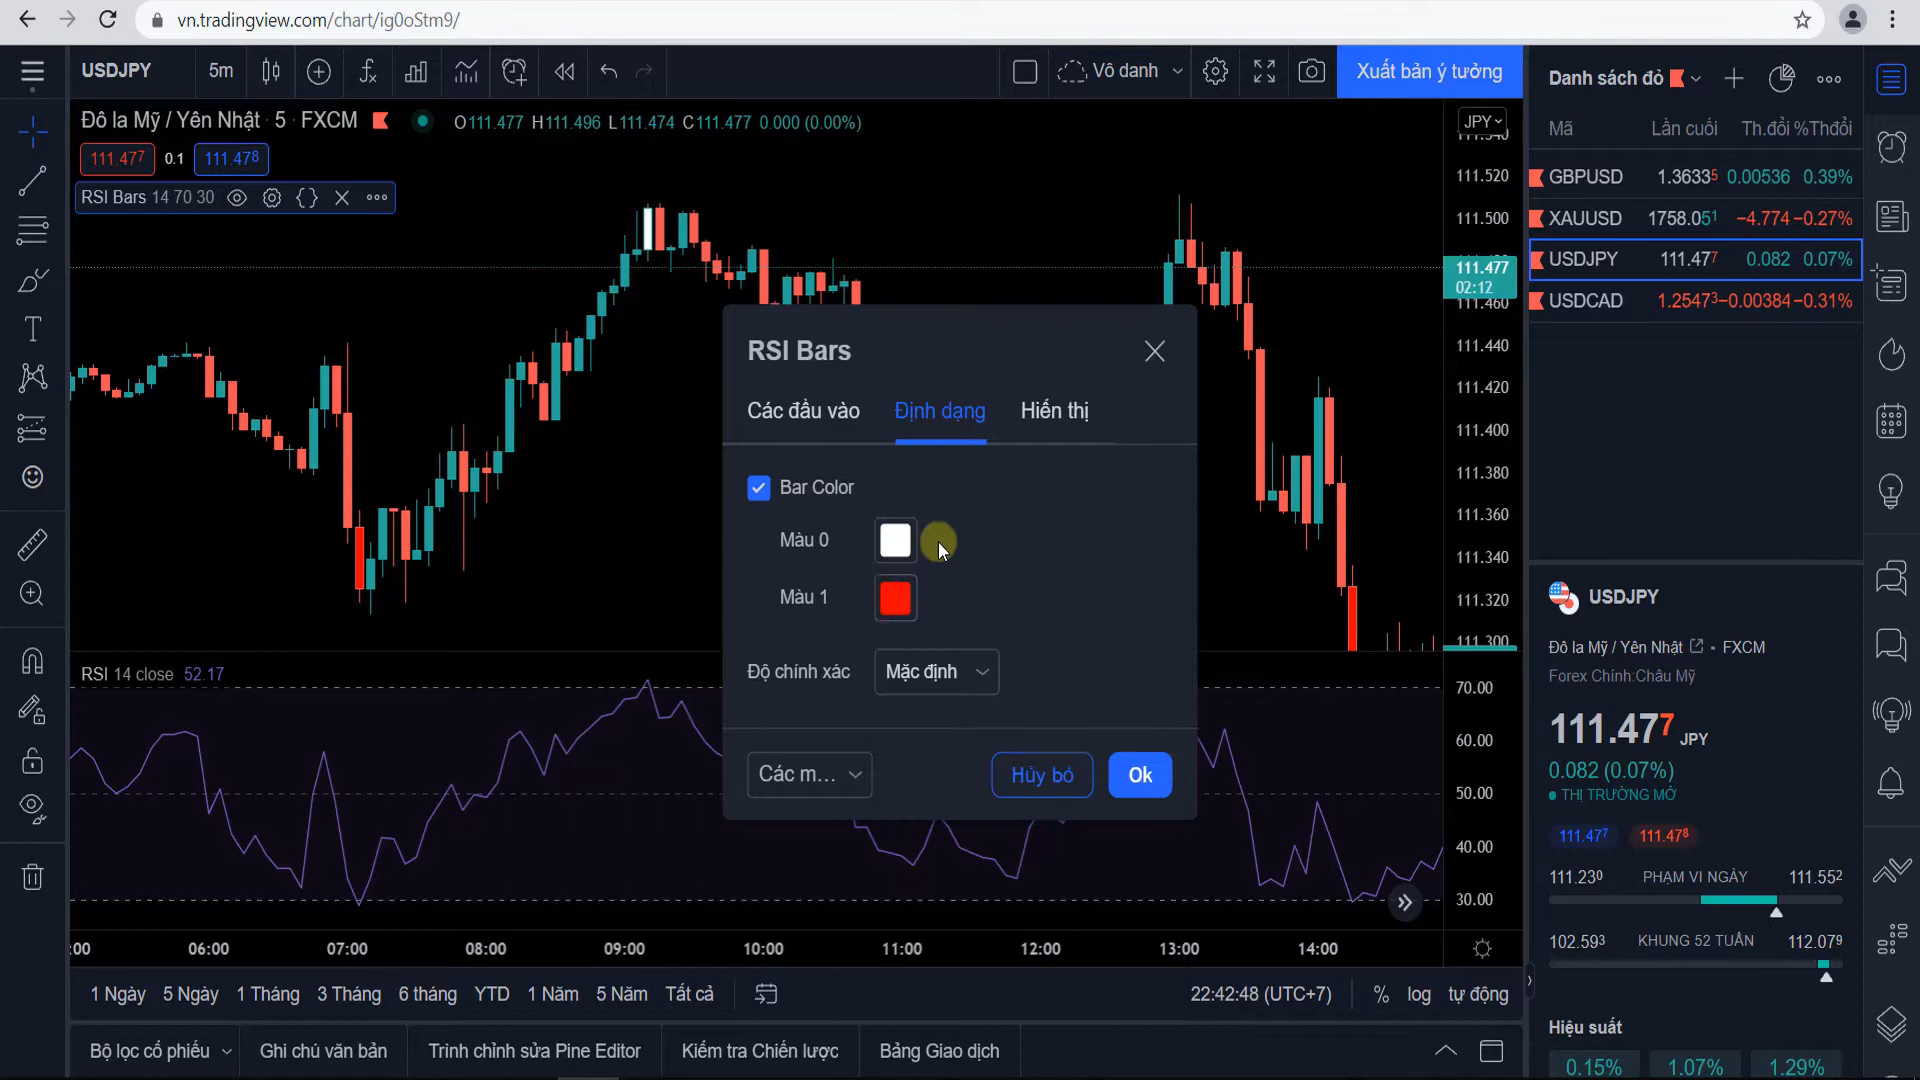 vn.tradingview.com/chart/ig0oStm9/
USDJPY 5m Vô danh Xuất bản ý tưởng
Đô la Mỹ / Yên Nhật · 5 · FXCM O111.477 H111.496 L111.474 C111.477 0.000 (0.00%)
111.477 0.1 111.478
RSI Bars 14 70 30
JPY
111.540
111.520
111.500
111.477
02:12
111.460
111.440
111.420
111.400
111.380
111.360
111.340
111.320
111.300
RSI Bars
Các đầu vào Định dạng Hiển thị
Bar Color
Màu 0
Màu 1
Độ chính xác Mặc định
Các m... Hủy bỏ Ok
RSI 14 close 52.17
70.00
60.00
50.00
40.00
30.00
:00 06:00 07:00 08:00 09:00 10:00 11:00 12:00 13:00 14:00
1 Ngày 5 Ngày 1 Tháng 3 Tháng 6 tháng YTD 1 Năm 5 Năm Tất cả 22:42:48 (UTC+7) % log tự động
Bộ lọc cổ phiếu Ghi chú văn bản Trình chỉnh sửa Pine Editor Kiểm tra Chiến lược Bảng Giao dịch
Danh sách đỏ
Mã Lần cuối Th.đổi %Thđổi
GBPUSD 1.36335 0.00536 0.39%
XAUUSD 1758.051 −4.774 −0.27%
USDJPY 111.477 0.082 0.07%
USDCAD 1.25473 −0.00384 −0.31%
USDJPY
Đô la Mỹ / Yên Nhật • FXCM
Forex Chính:Châu Mỹ
111.477 JPY
0.082 (0.07%)
THỊ TRƯỜNG MỞ
111.477 111.478
111.230 PHẠM VI NGÀY 111.552
102.593 KHUNG 52 TUẦN 112.079
Hiệu suất
0.15% 1.07% 1.29%